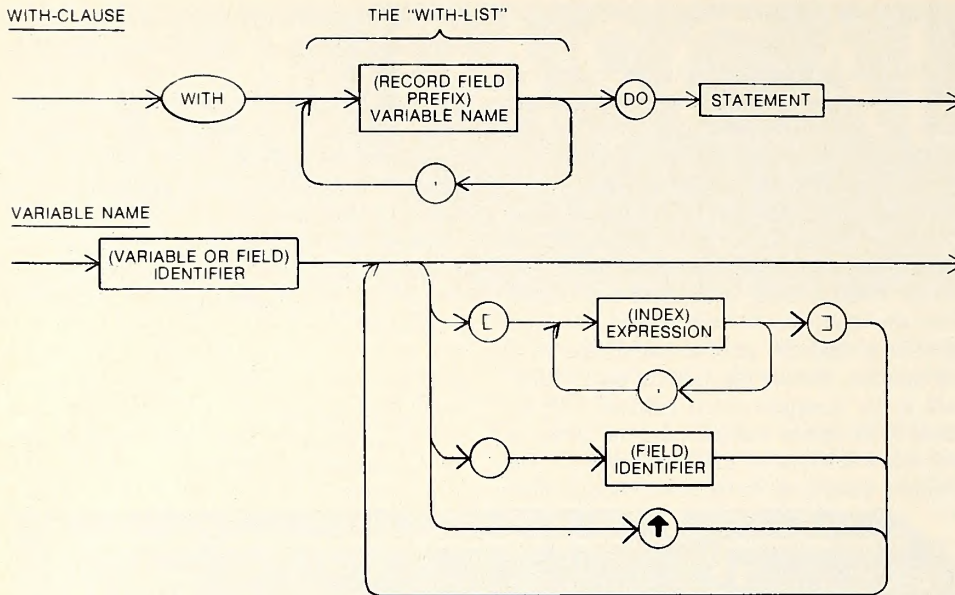 WITH-CLAUSE
THE "WITH-LIST"
WITH
(RECORD FIELD
PREFIX)
VARIABLE NAME
DO
STATEMENT
,
VARIABLE NAME
(VARIABLE OR FIELD)
IDENTIFIER
[
(INDEX)
EXPRESSION
]
,
.
(FIELD)
IDENTIFIER
↑